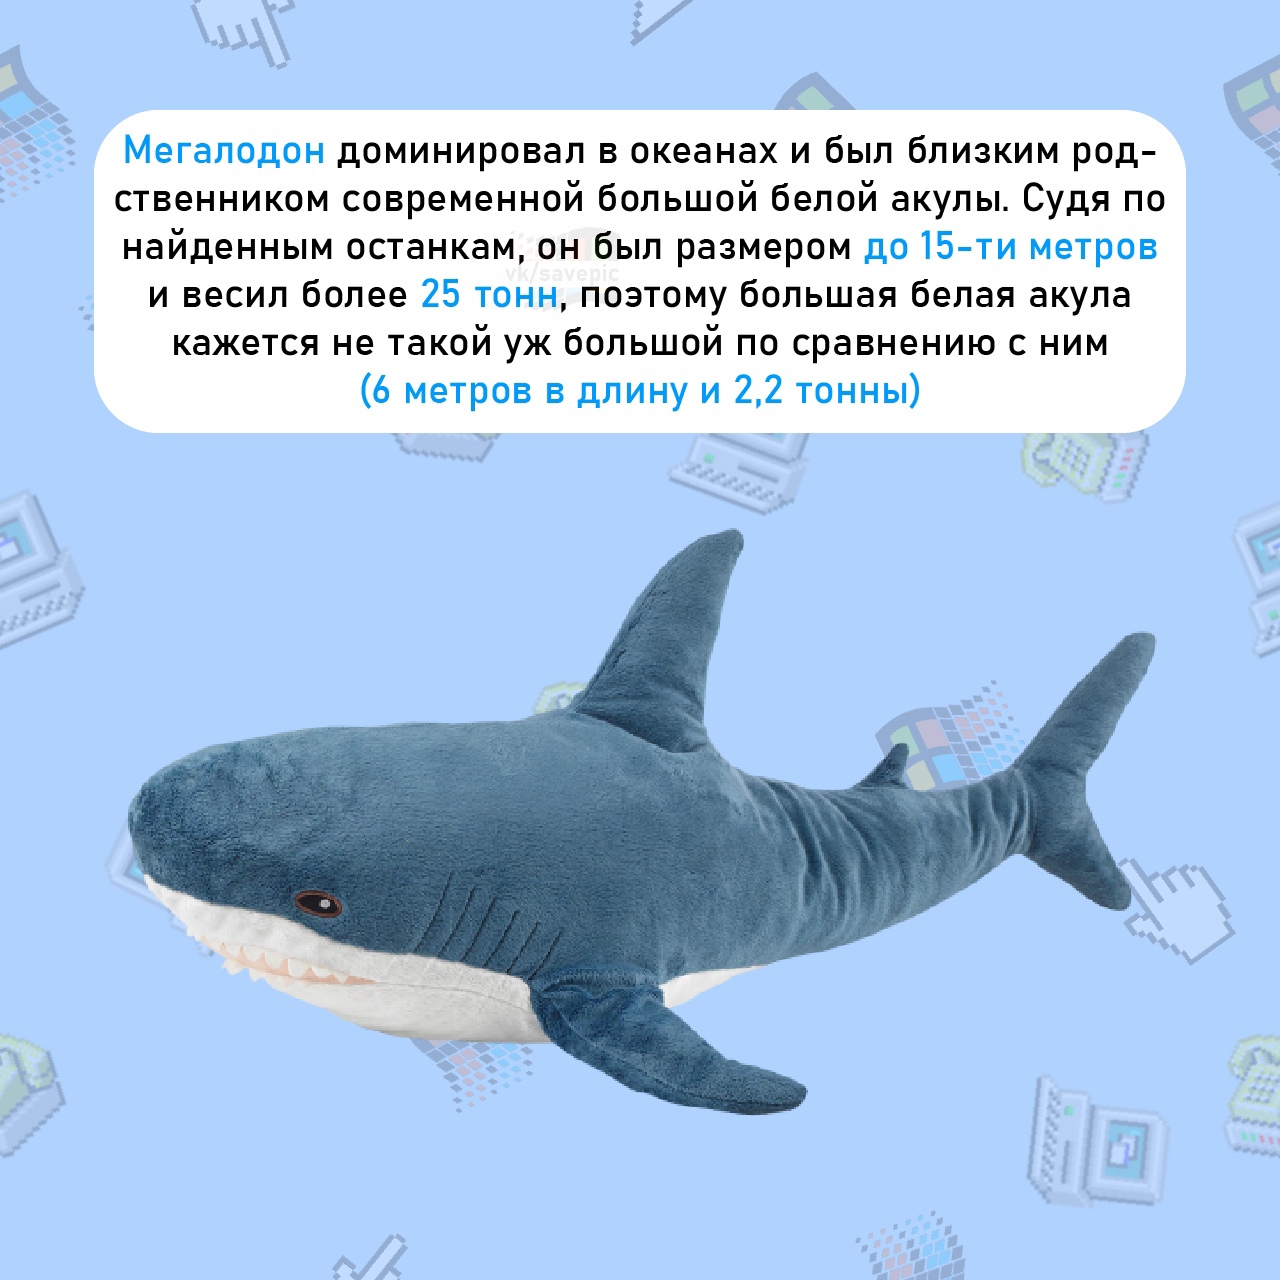 Мегалодон доминировал в океанах и был близким род-
ственником современной большой белой акулы. Судя по
найденным останкам, он был размером до 15-ти метров
vk/savepic
и весил более 25 тонн, поэтому большая белая акула
кажется не такой уж большой по сравнению с ним
(6 метров в длину и 2,2 тонны)